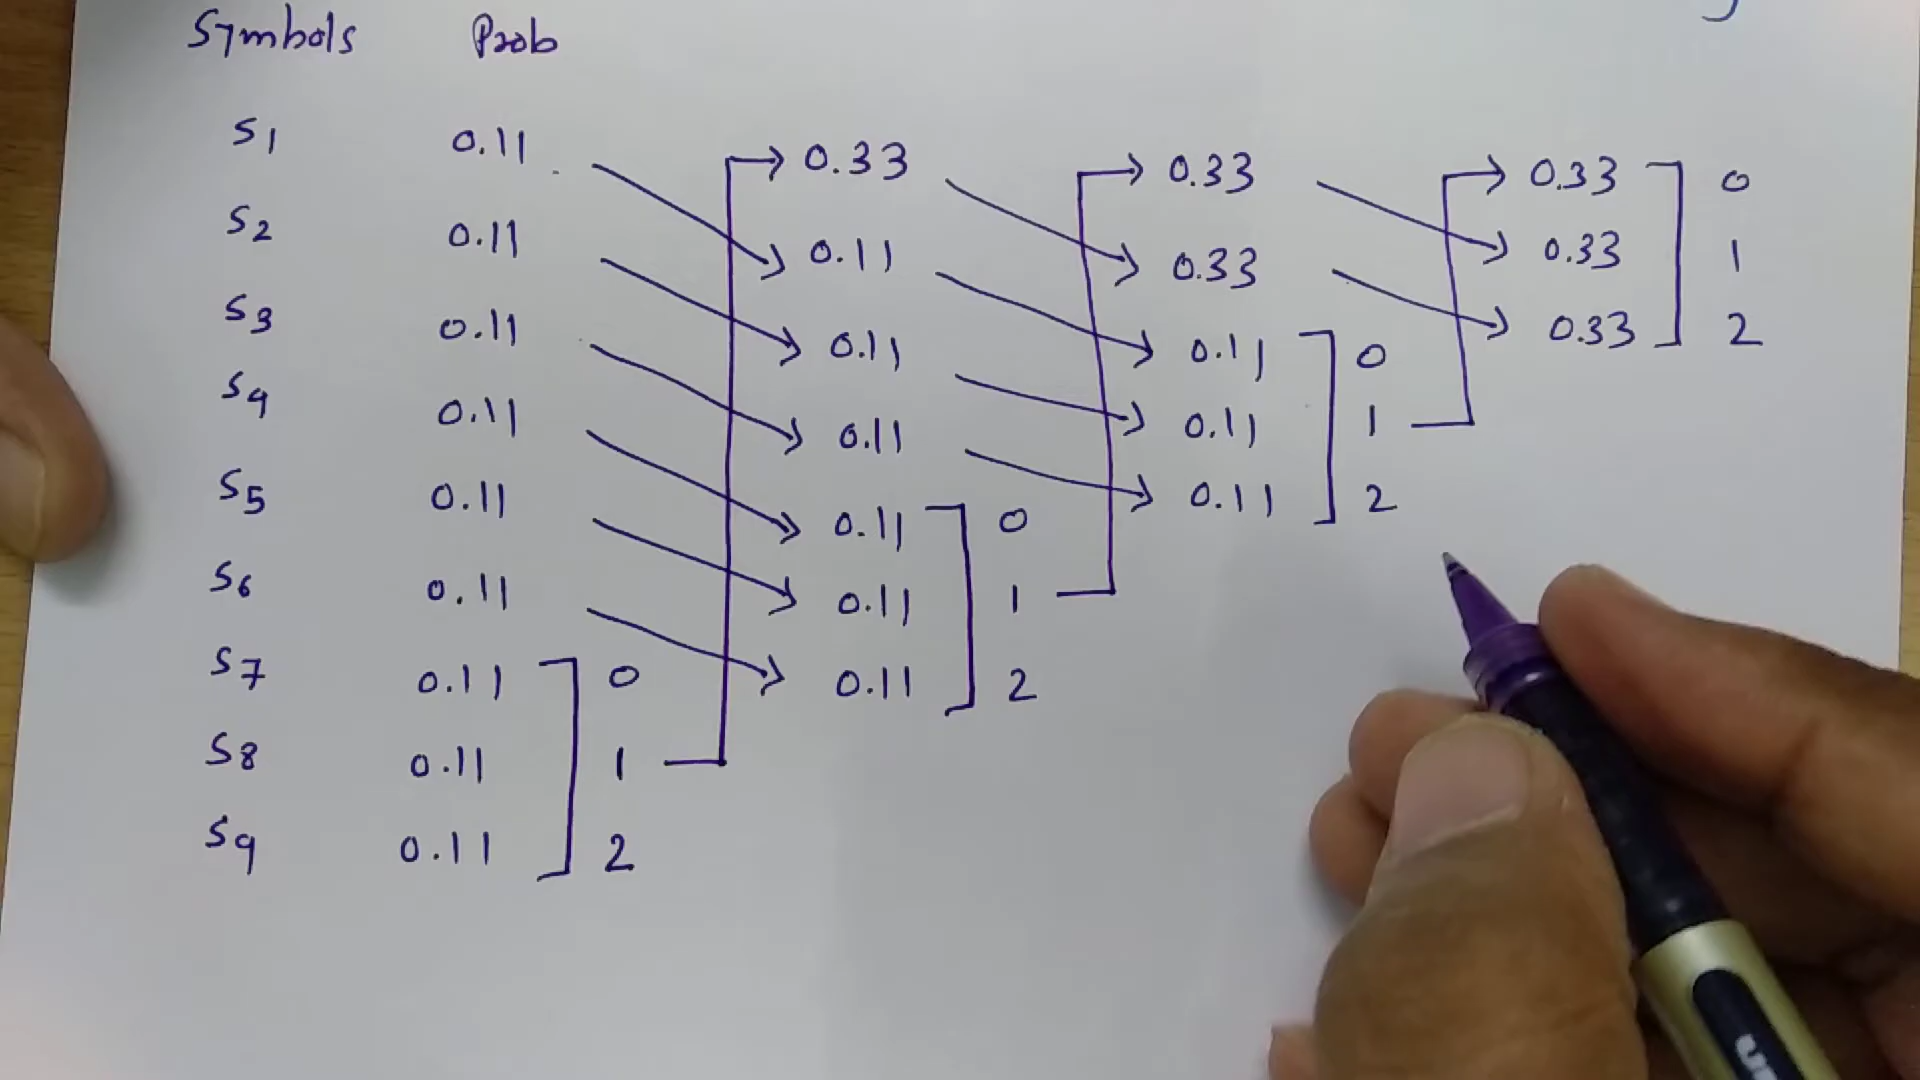 Symbols Prob
S1 0.11 0.33 0.33 0.33 0
S2 0.11 0.11 0.33 0.33 1
S3 0.11 0.11 0.11 0 0.33 2
S4 0.11 0.11 0.11 1
S5 0.11 0.11 0 0.11 2
S6 0.11 0.11 1
S7 0.11 0 0.11 2
S8 0.11 1
S9 0.11 2